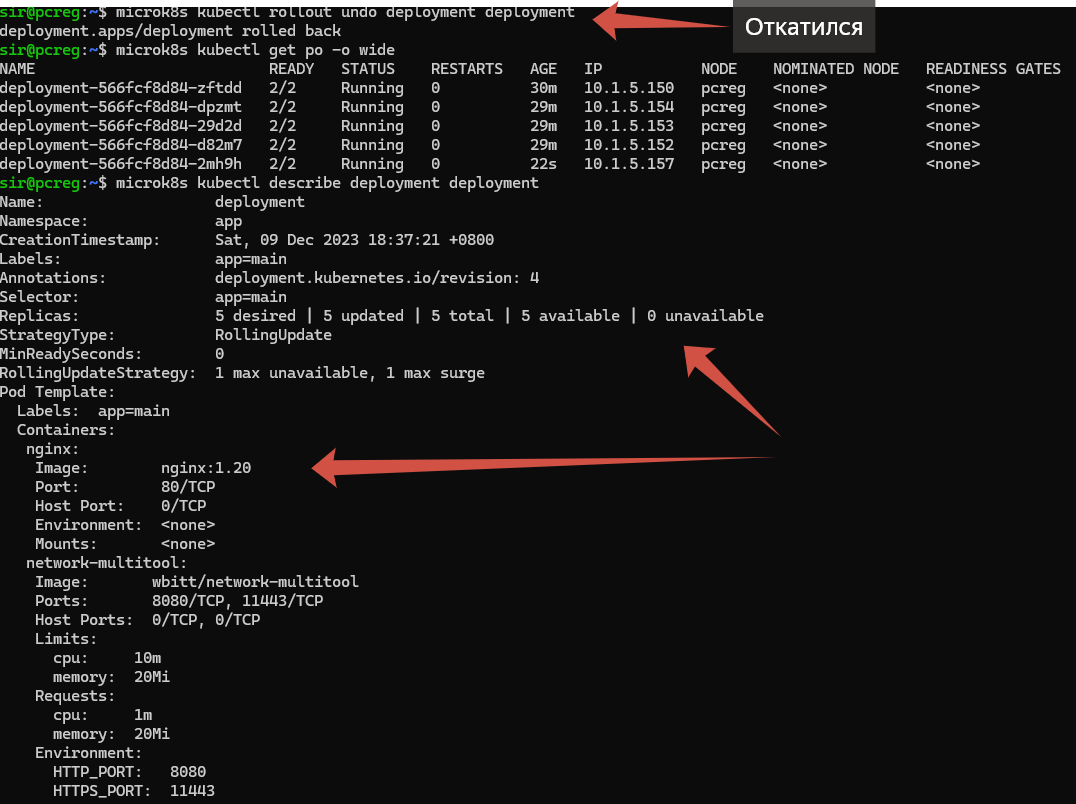 sir@pcreg:~$ microk8s kubectl rollout undo deployment deployment
Откатился
deployment.apps/deployment rolled back
sir@pcreg:~$ microk8s kubectl get po -o wide
NAME READY STATUS RESTARTS AGE IP NODE NOMINATED NODE READINESS GATES
deployment-566fcf8d84-zftdd 2/2 Running 0 30m 10.1.5.150 pcreg <none> <none>
deployment-566fcf8d84-dpzmt 2/2 Running 0 29m 10.1.5.154 pcreg <none> <none>
deployment-566fcf8d84-29d2d 2/2 Running 0 29m 10.1.5.153 pcreg <none> <none>
deployment-566fcf8d84-d82m7 2/2 Running 0 29m 10.1.5.152 pcreg <none> <none>
deployment-566fcf8d84-2mh9h 2/2 Running 0 22s 10.1.5.157 pcreg <none> <none>
sir@pcreg:~$ microk8s kubectl describe deployment deployment
Name: deployment
Namespace: app
CreationTimestamp: Sat, 09 Dec 2023 18:37:21 +0800
Labels: app=main
Annotations: deployment.kubernetes.io/revision: 4
Selector: app=main
Replicas: 5 desired | 5 updated | 5 total | 5 available | 0 unavailable
StrategyType: RollingUpdate
MinReadySeconds: 0
RollingUpdateStrategy: 1 max unavailable, 1 max surge
Pod Template:
Labels: app=main
Containers:
nginx:
Image: nginx:1.20
Port: 80/TCP
Host Port: 0/TCP
Environment: <none>
Mounts: <none>
network-multitool:
Image: wbitt/network-multitool
Ports: 8080/TCP, 11443/TCP
Host Ports: 0/TCP, 0/TCP
Limits:
cpu: 10m
memory: 20Mi
Requests:
cpu: 1m
memory: 20Mi
Environment:
HTTP_PORT: 8080
HTTPS_PORT: 11443